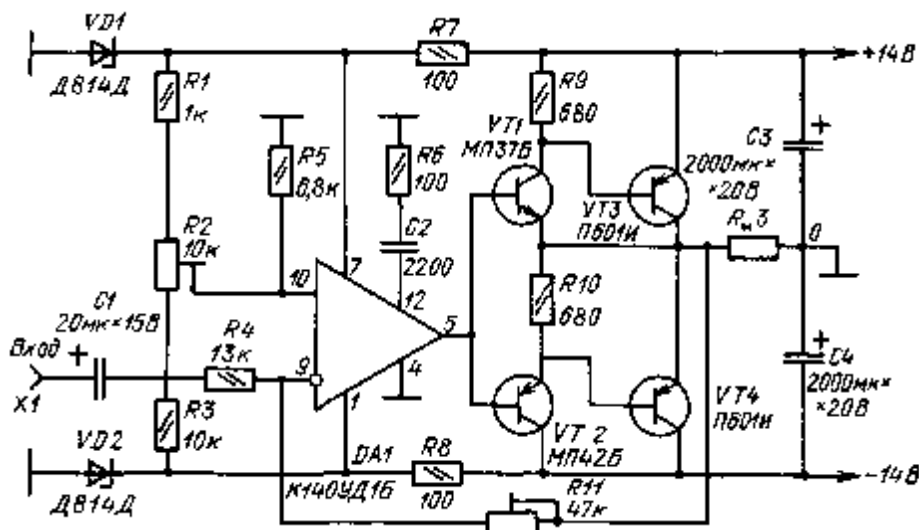 VD1
Д814Д
R1
1к
R2
10к
R3
10к
VD2
Д814Д
C1
20мк×15В
Вход
X1
R4
13к
R5
6,8к
R6
100
C2
2200
R7
100
10
7
12
5
9
4
1
DA1
К140УД1Б
R8
100
R9
680
VT1
МП37Б
R10
680
VT2
МП42Б
VT3
П601И
VT4
П601И
R11
47к
Rн 3
0
C3
2000мк×
×20В
C4
2000мк×
×20В
+14В
-14В